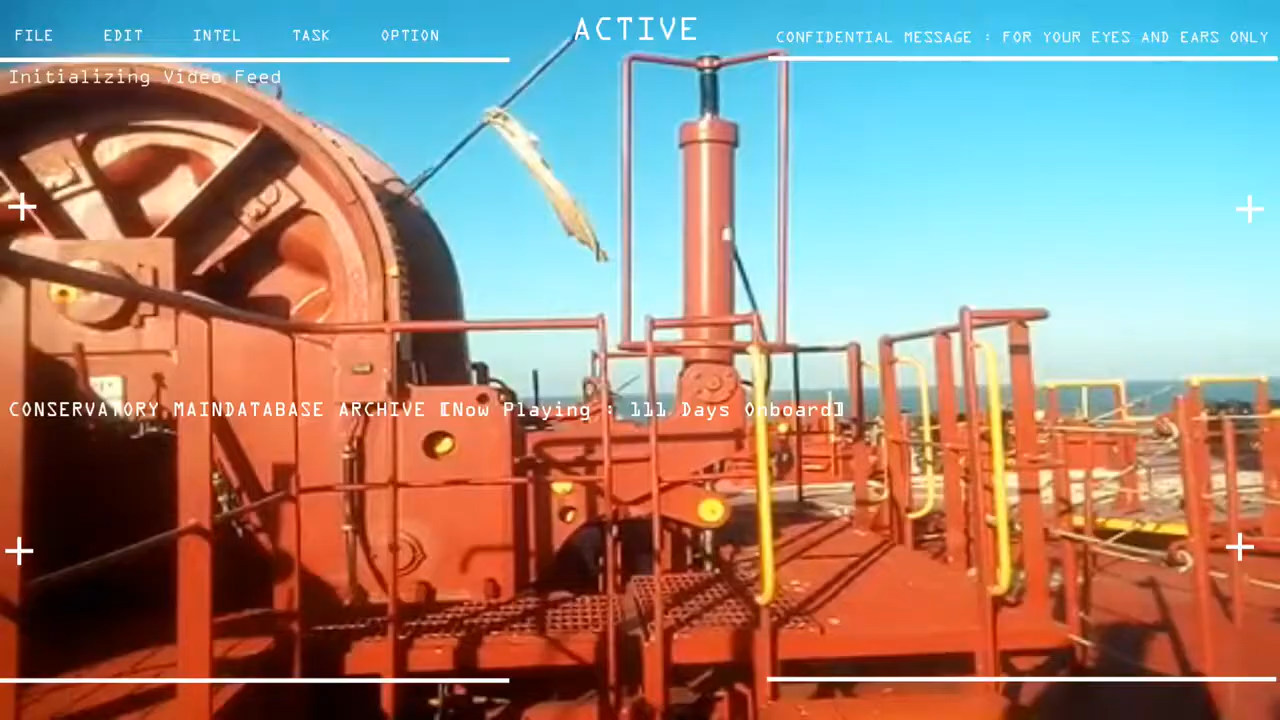 FILE EDIT INTEL TASK OPTION
ACTIVE
CONFIDENTIAL MESSAGE : FOR YOUR EYES AND EARS ONLY
Initializing Video Feed
CONSERVATORY MAINDATABASE ARCHIVE [Now Playing : 111 Days Onboard]